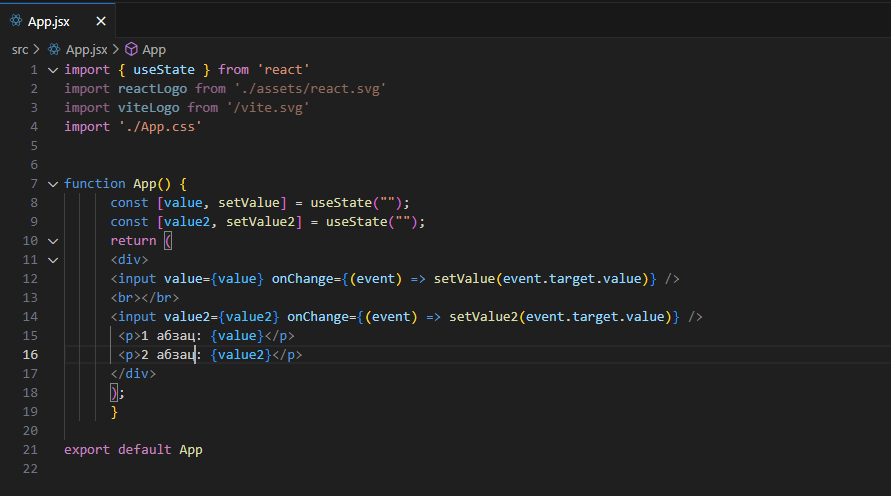 App.jsx ×
src > App.jsx > App
1 import { useState } from 'react'
2 import reactLogo from './assets/react.svg'
3 import viteLogo from '/vite.svg'
4 import './App.css'
5
6
7 function App() {
8 const [value, setValue] = useState("");
9 const [value2, setValue2] = useState("");
10 return (
11 <div>
12 <input value={value} onChange={(event) => setValue(event.target.value)} />
13 <br></br>
14 <input value2={value2} onChange={(event) => setValue2(event.target.value)} />
15 <p>1 абзац: {value}</p>
16 <p>2 абзац: {value2}</p>
17 </div>
18 );
19 }
20
21 export default App
22